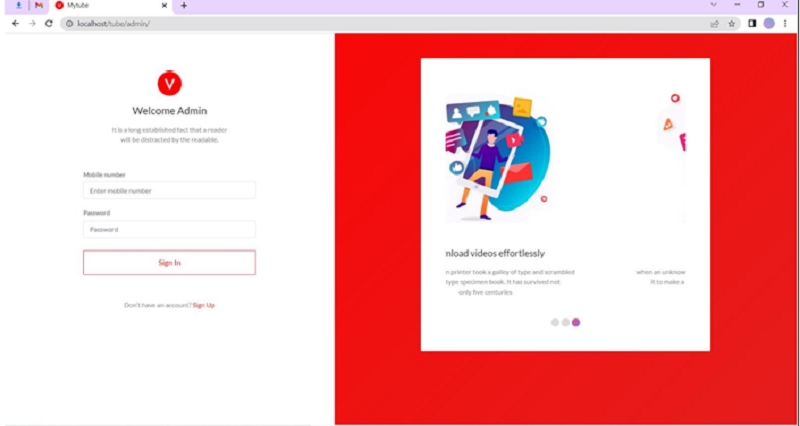 Mytube
localhost/tube/admin/
Welcome Admin
It is a long established fact that a reader
will be distracted by the readable.
Mobile number
Enter mobile number
Password
Password
Sign In
Don't have an account? Sign Up
nload videos effortlessly
n printer took a galley of type and scrambled
type specimen book. It has survived not
only five centuries
when an unknow
It to make a